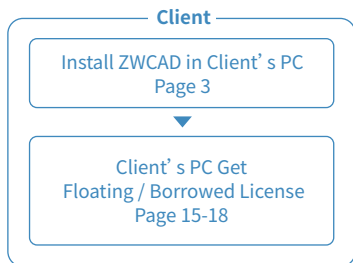 Client
Install ZWCAD in Client’s PC
Page 3
Client’s PC Get
Floating / Borrowed License
Page 15-18